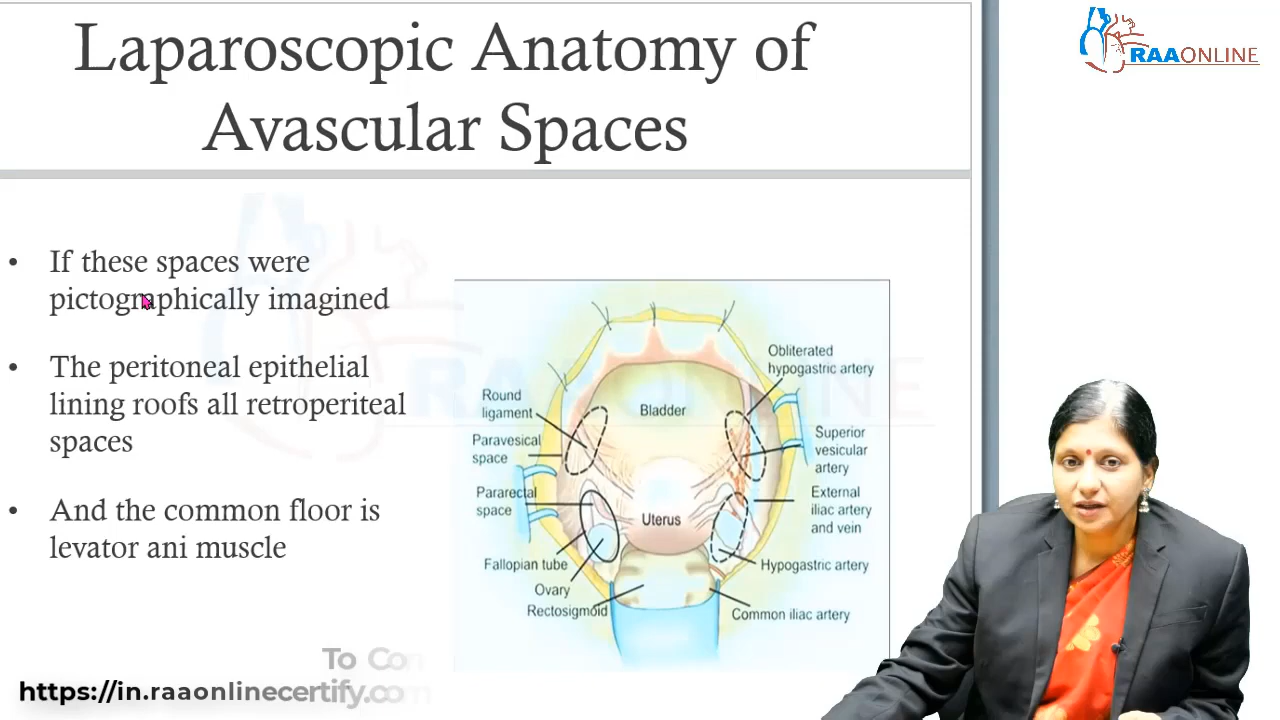 Laparoscopic Anatomy of
Avascular Spaces
RAAONLINE
• If these spaces were
pictographically imagined
• The peritoneal epithelial
lining roofs all retroperiteal
spaces
• And the common floor is
levator ani muscle
Obliterated
hypogastric artery
Round
ligament
Bladder
Paravesical
space
Superior
vesicular
artery
Pararectal
space
External
iliac artery
and vein
Uterus
Fallopian tube
Hypogastric artery
Ovary
Rectosigmoid
Common iliac artery
To Con
https://in.raaonlinecertify.com